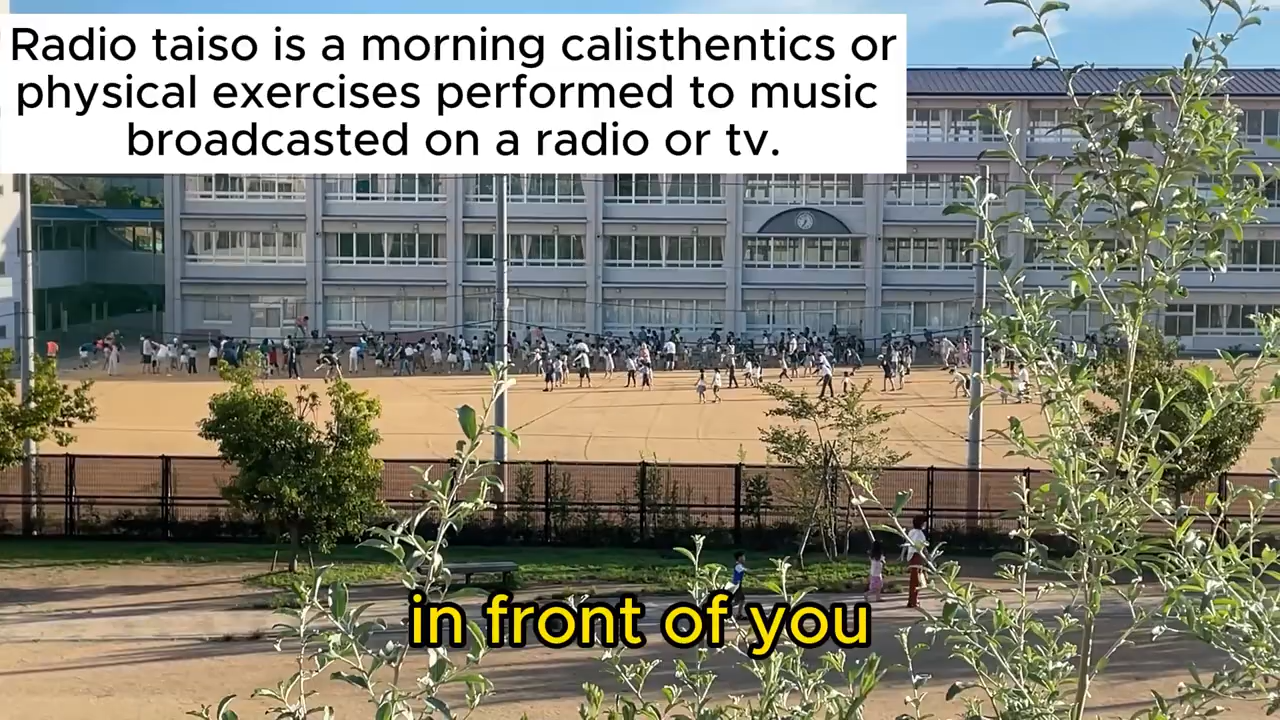 Radio taiso is a morning calisthentics or
physical exercises performed to music
broadcasted on a radio or tv.
in front of you